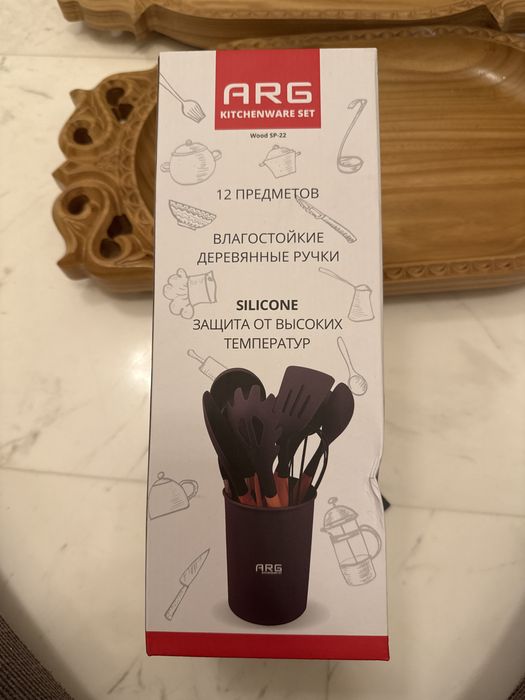 ARG
KITCHENWARE SET
Wood SP-22
12 ПРЕДМЕТОВ
ВЛАГОСТОЙКИЕ
ДЕРЕВЯННЫЕ РУЧКИ
SILICONE
ЗАЩИТА ОТ ВЫСОКИХ
ТЕМПЕРАТУР
ARG